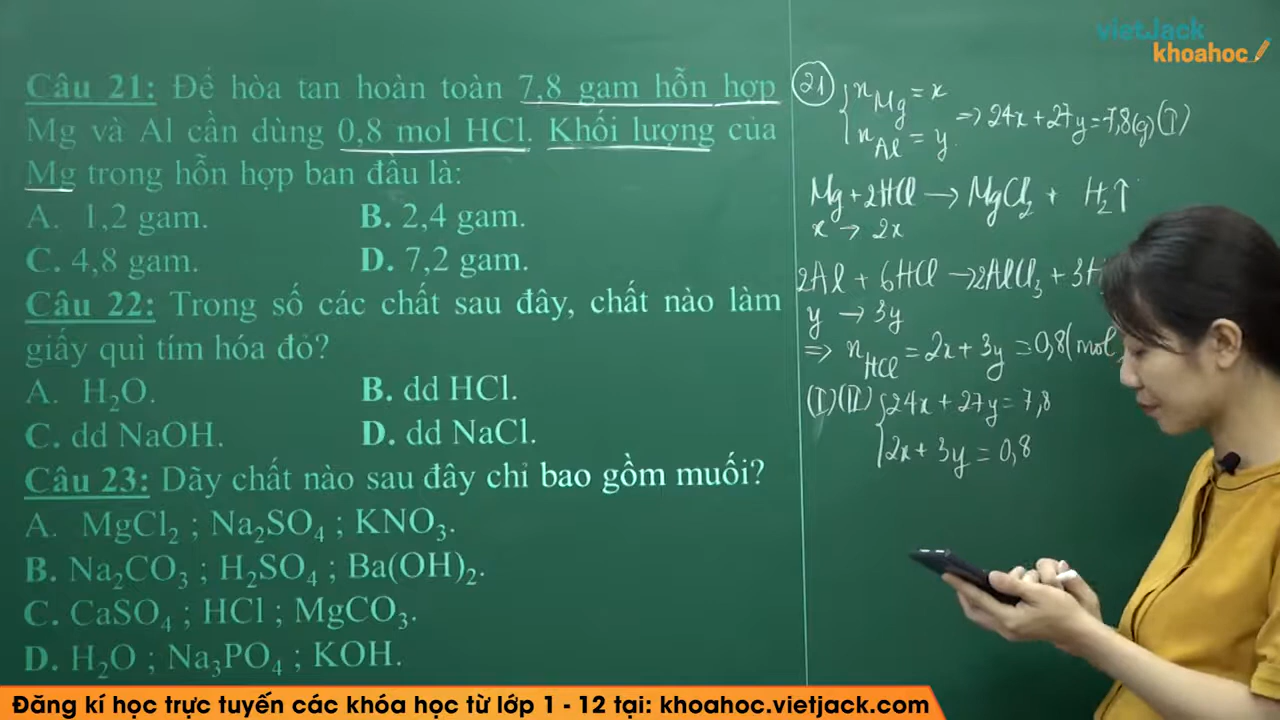 vietJack
khoahoc
Câu 21: Để hòa tan hoàn toàn 7,8 gam hỗn hợp
Mg và Al cần dùng 0,8 mol HCl. Khối lượng của
Mg trong hỗn hợp ban đầu là:
A. 1,2 gam. B. 2,4 gam.
C. 4,8 gam. D. 7,2 gam.
Câu 22: Trong số các chất sau đây, chất nào làm
giấy quì tím hóa đỏ?
A. H₂O. B. dd HCl.
C. dd NaOH. D. dd NaCl.
Câu 23: Dãy chất nào sau đây chỉ bao gồm muối?
A. MgCl₂ ; Na₂SO₄ ; KNO₃.
B. Na₂CO₃ ; H₂SO₄ ; Ba(OH)₂.
C. CaSO₄ ; HCl ; MgCO₃.
D. H₂O ; Na₃PO₄ ; KOH.
21 { n Mg = x
n Al = y. => 24x + 27y = 7,8(g) (I)
Mg + 2HCl → MgCl₂ + H₂↑
x → 2x
2Al + 6HCl → 2AlCl₃ + 3H
y → 3y
=> n HCl = 2x + 3y = 0,8 (mol
(I)(II) { 24x + 27y = 7,8
2x + 3y = 0,8
Đăng kí học trực tuyến các khóa học từ lớp 1 - 12 tại: khoahoc.vietjack.com